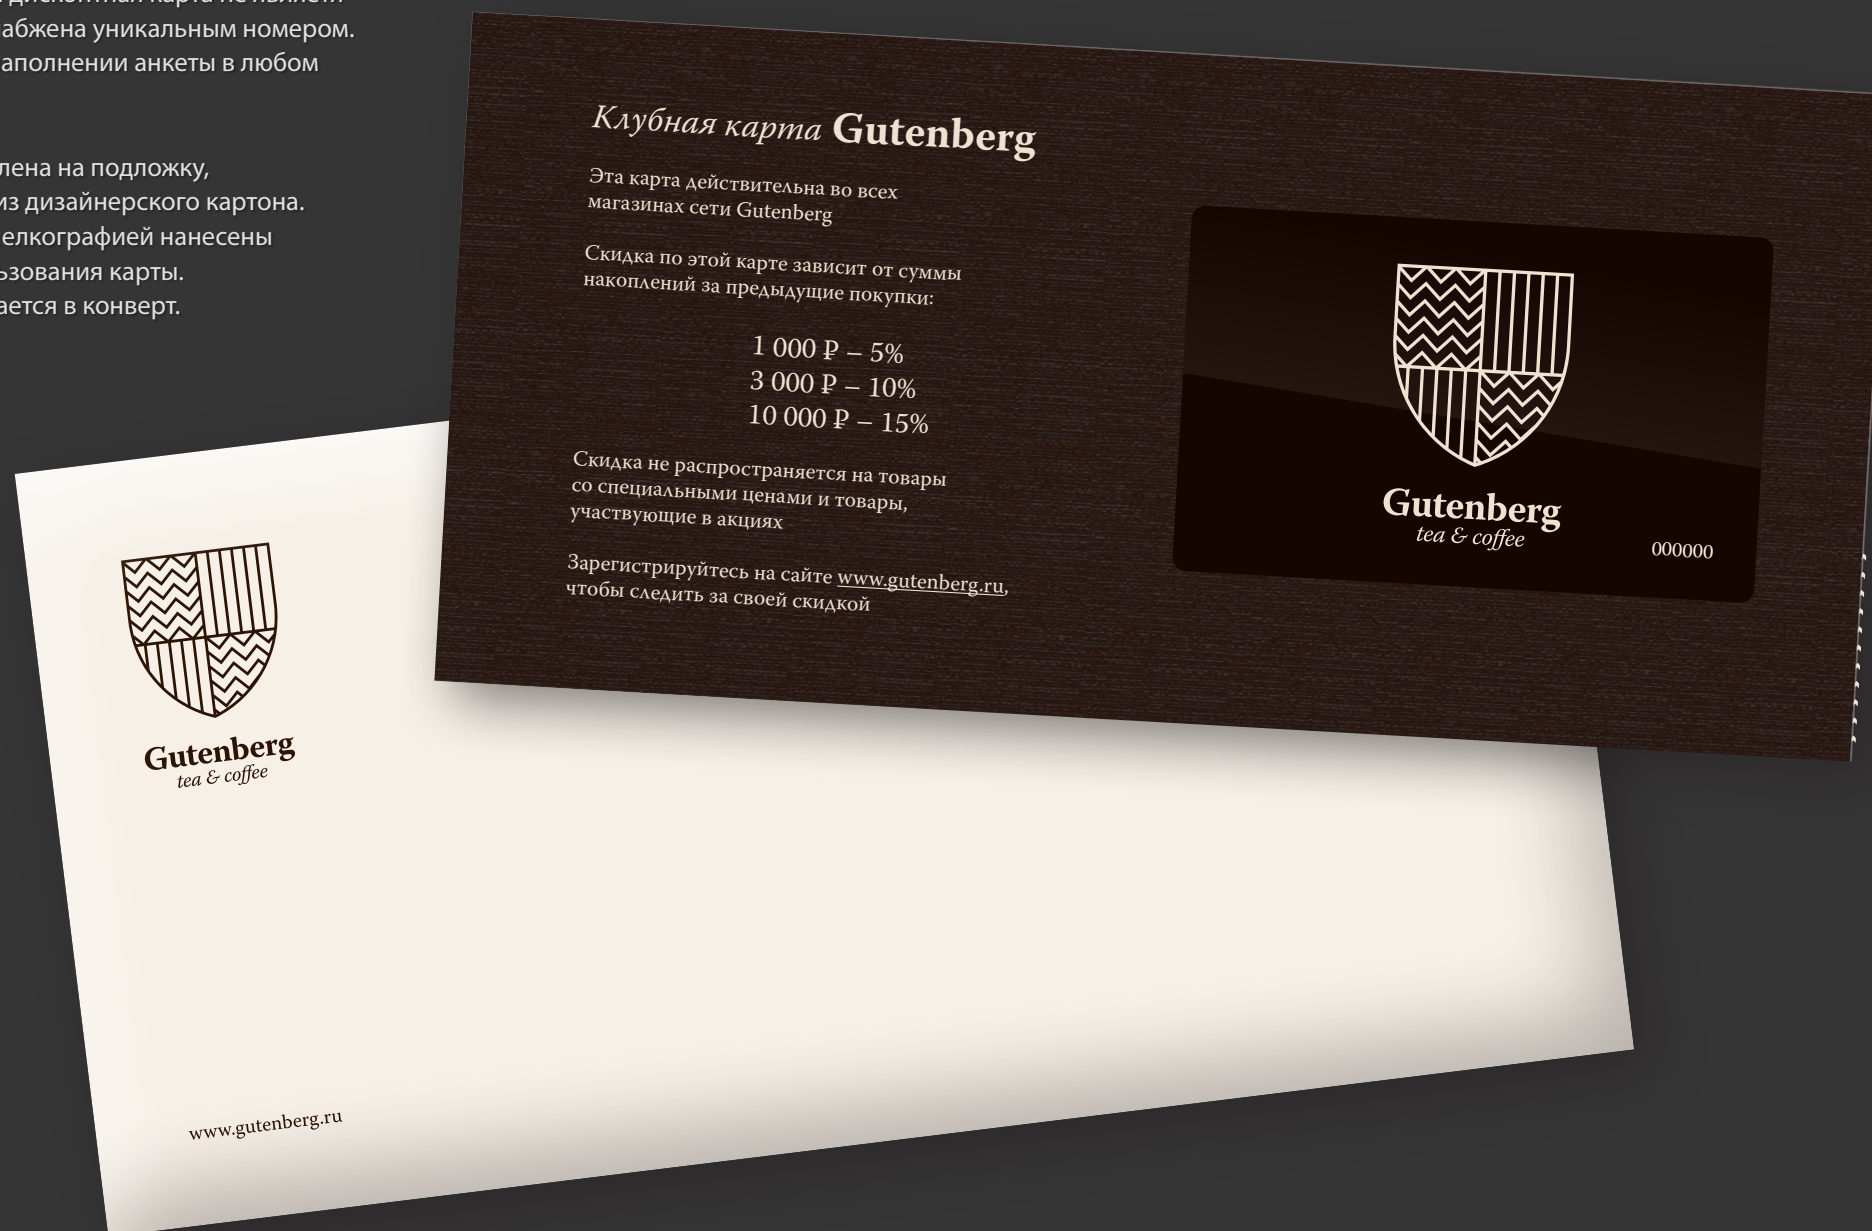 дисконтная карта не является
абжена уникальным номером.
аполнении анкеты в любом
лена на подложку,
из дизайнерского картона.
елкографией нанесены
ьзования карты.
ается в конверт.
Клубная карта Gutenberg
Эта карта действительна во всех
магазинах сети Gutenberg
Скидка по этой карте зависит от суммы
накоплений за предыдущие покупки:
1 000 ₽ – 5%
3 000 ₽ – 10%
10 000 ₽ – 15%
Скидка не распространяется на товары
со специальными ценами и товары,
участвующие в акциях
Зарегистрируйтесь на сайте www.gutenberg.ru,
чтобы следить за своей скидкой
Gutenberg
tea & coffee
000000
Gutenberg
tea & coffee
www.gutenberg.ru